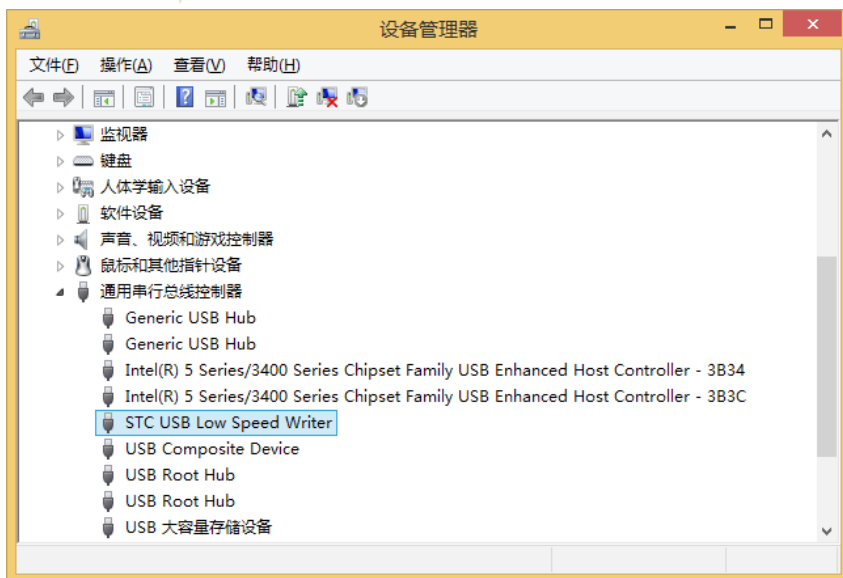 设备管理器
文件(F) 操作(A) 查看(V) 帮助(H)
监视器
键盘
人体学输入设备
软件设备
声音、视频和游戏控制器
鼠标和其他指针设备
通用串行总线控制器
Generic USB Hub
Generic USB Hub
Intel(R) 5 Series/3400 Series Chipset Family USB Enhanced Host Controller - 3B34
Intel(R) 5 Series/3400 Series Chipset Family USB Enhanced Host Controller - 3B3C
STC USB Low Speed Writer
USB Composite Device
USB Root Hub
USB Root Hub
USB 大容量存储设备